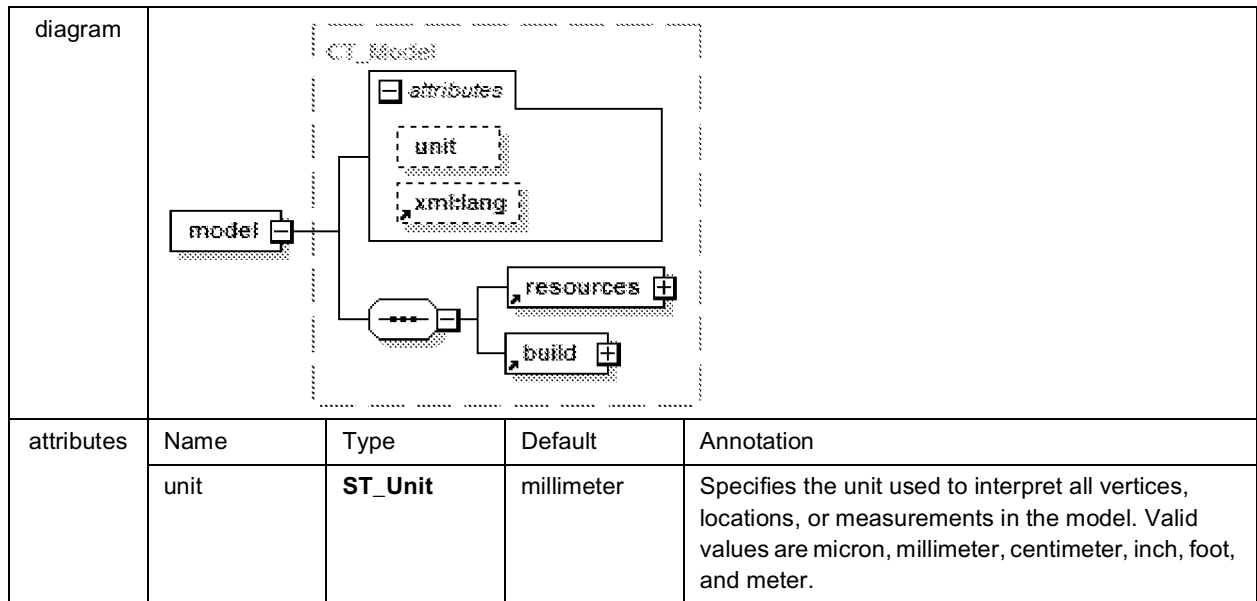 diagram
CT_Model
attributes
unit
xml:lang
model
resources
build
attributes
Name
Type
Default
Annotation
unit
ST_Unit
millimeter
Specifies the unit used to interpret all vertices,
locations, or measurements in the model. Valid
values are micron, millimeter, centimeter, inch, foot,
and meter.